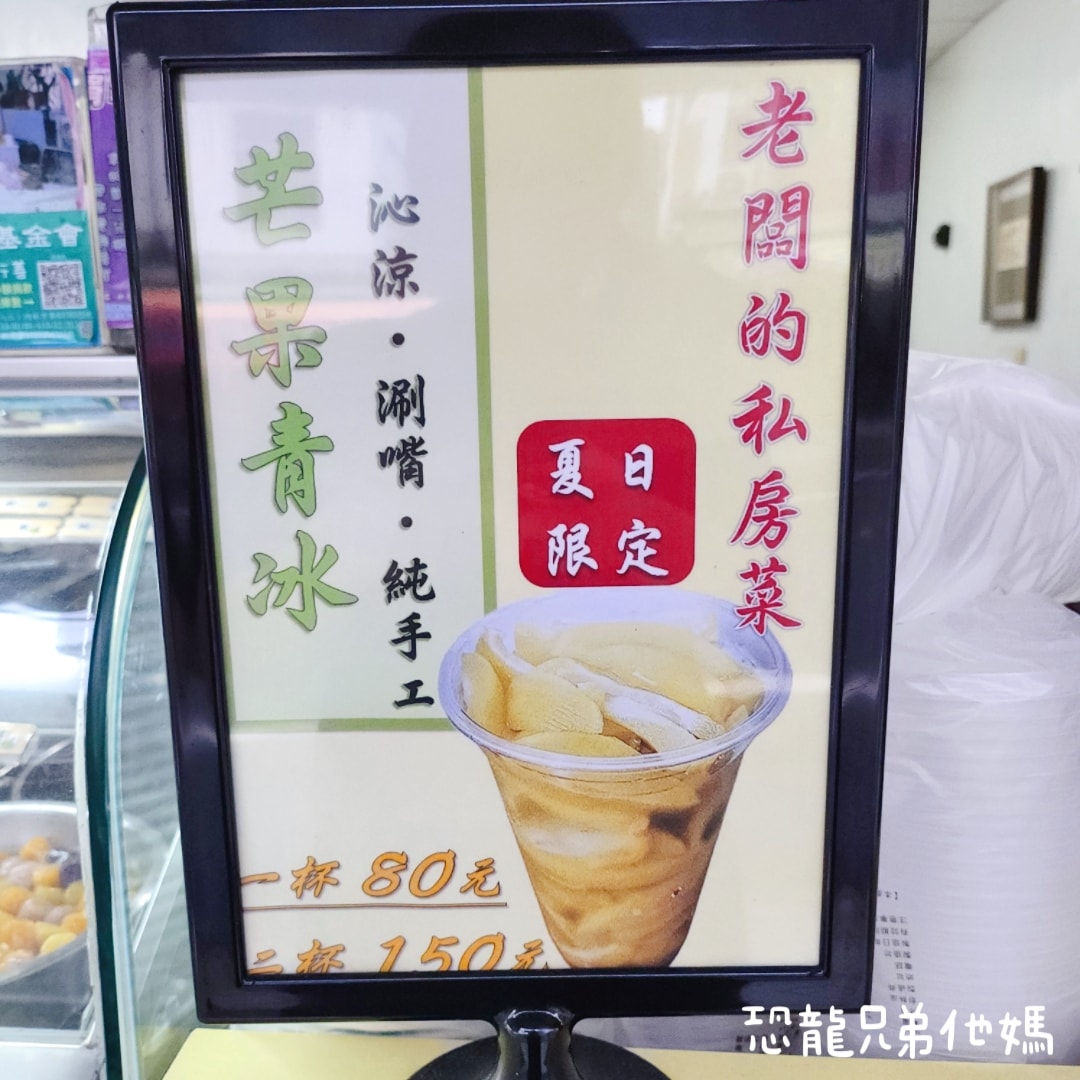 老闆的私房菜
夏日
限定
沁涼・涮嘴・純手工
芒果青冰
一杯 80元
二杯 150元
基金會
恐龍兄弟他媽